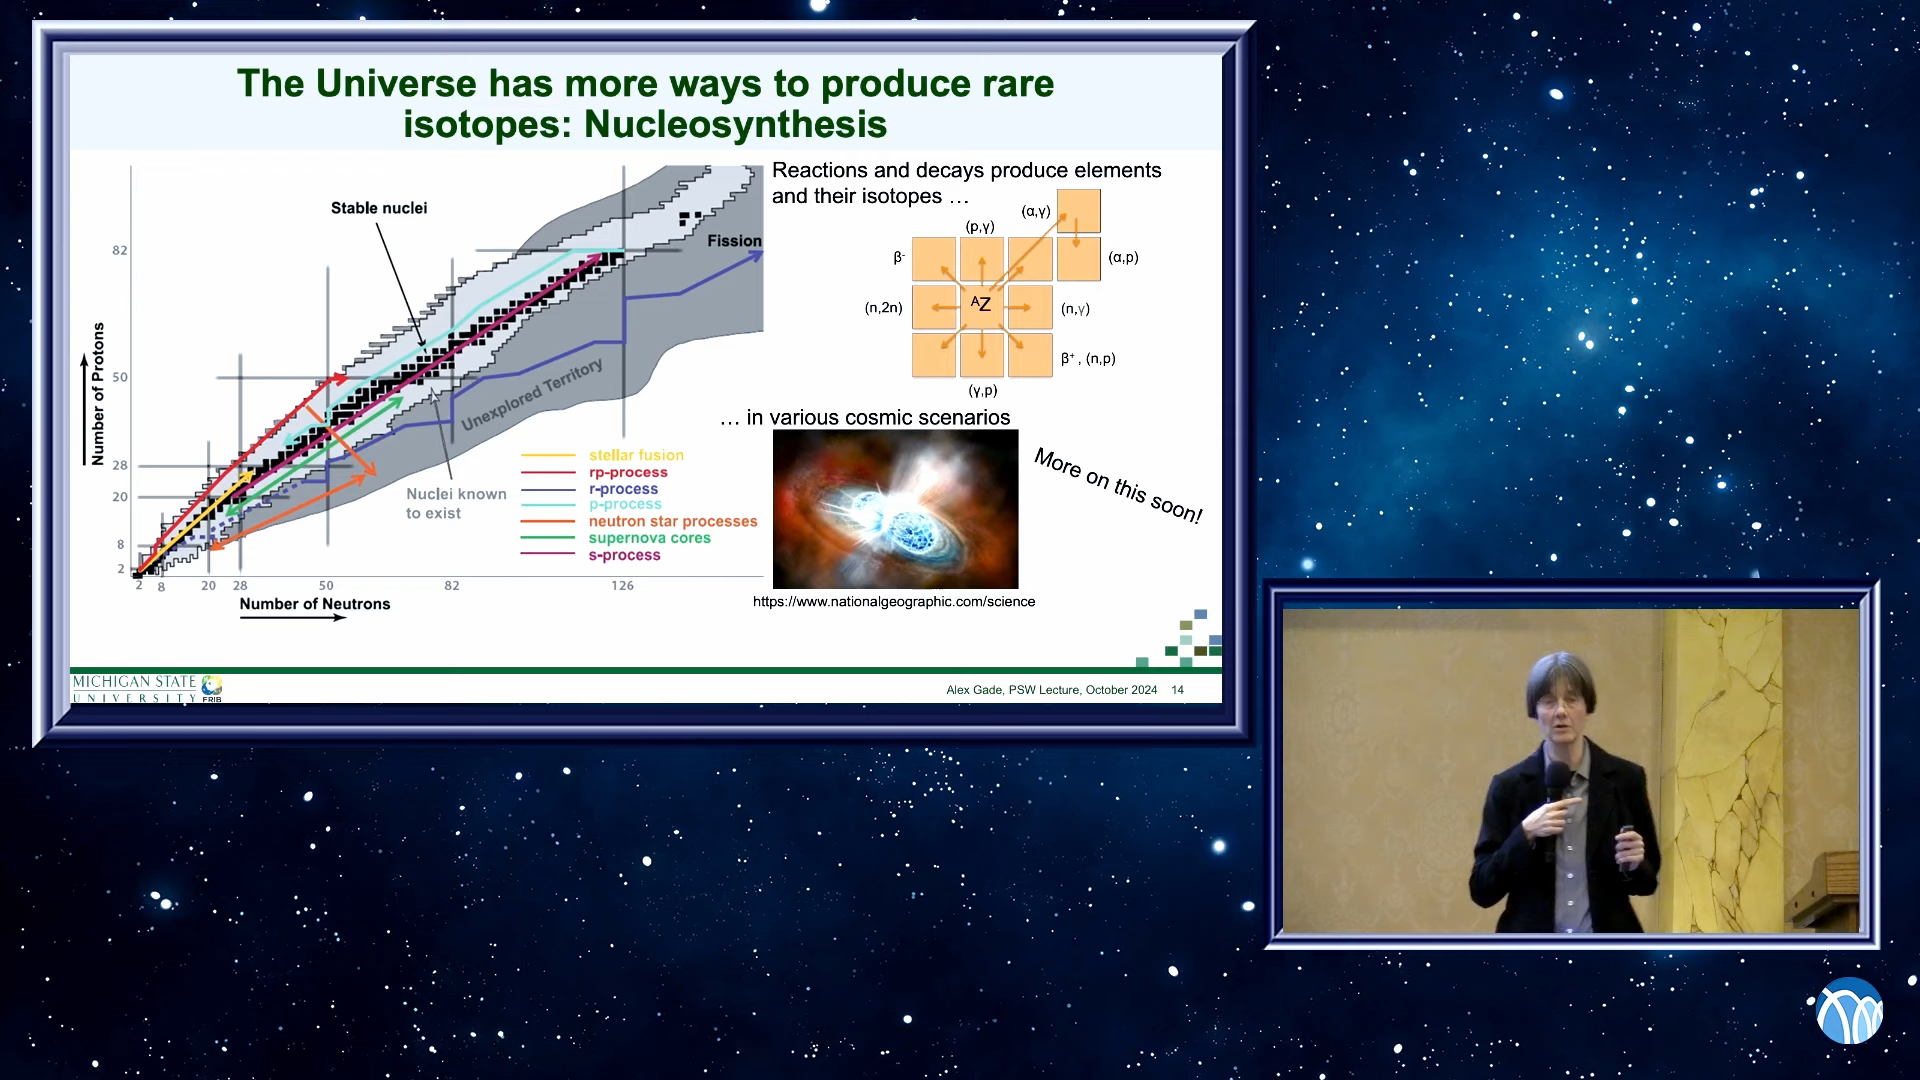 The Universe has more ways to produce rare
isotopes: Nucleosynthesis
Stable nuclei
Fission
82
50
28
20
8
2
Number of Protons
Unexplored Territory
Nuclei known
to exist
stellar fusion
rp-process
r-process
p-process
neutron star processes
supernova cores
s-process
2
8
20
28
50
82
126
Number of Neutrons
Reactions and decays produce elements
and their isotopes …
(α,γ)
(p,γ)
β-
(α,p)
(n,2n)
AZ
(n,γ)
β+ , (n,p)
(γ,p)
… in various cosmic scenarios
More on this soon!
https://www.nationalgeographic.com/science
MICHIGAN STATE
UNIVERSITY
FRIB
Alex Gade, PSW Lecture, October 2024 14